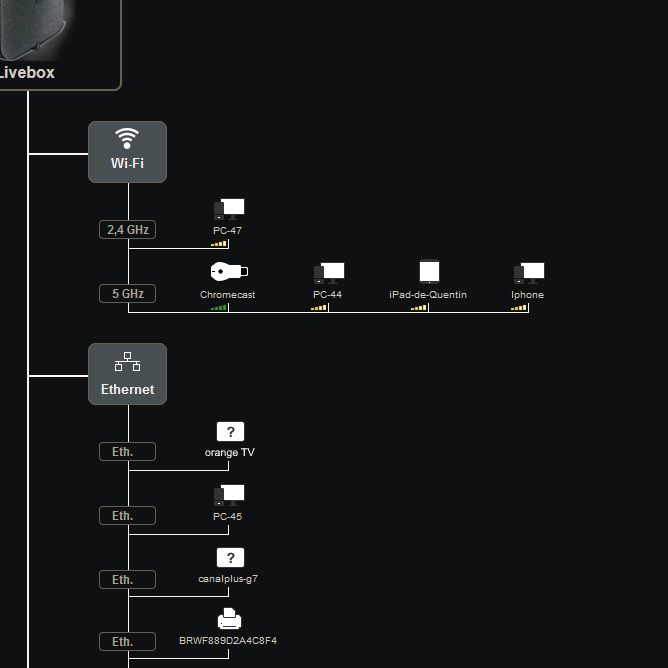 Livebox
Wi-Fi
2,4 GHz
PC-47
5 GHz
Chromecast
PC-44
iPad-de-Quentin
Iphone
Ethernet
Eth.
?
orange TV
Eth.
PC-45
Eth.
?
canalplus-g7
Eth.
BRWF889D2A4C8F4